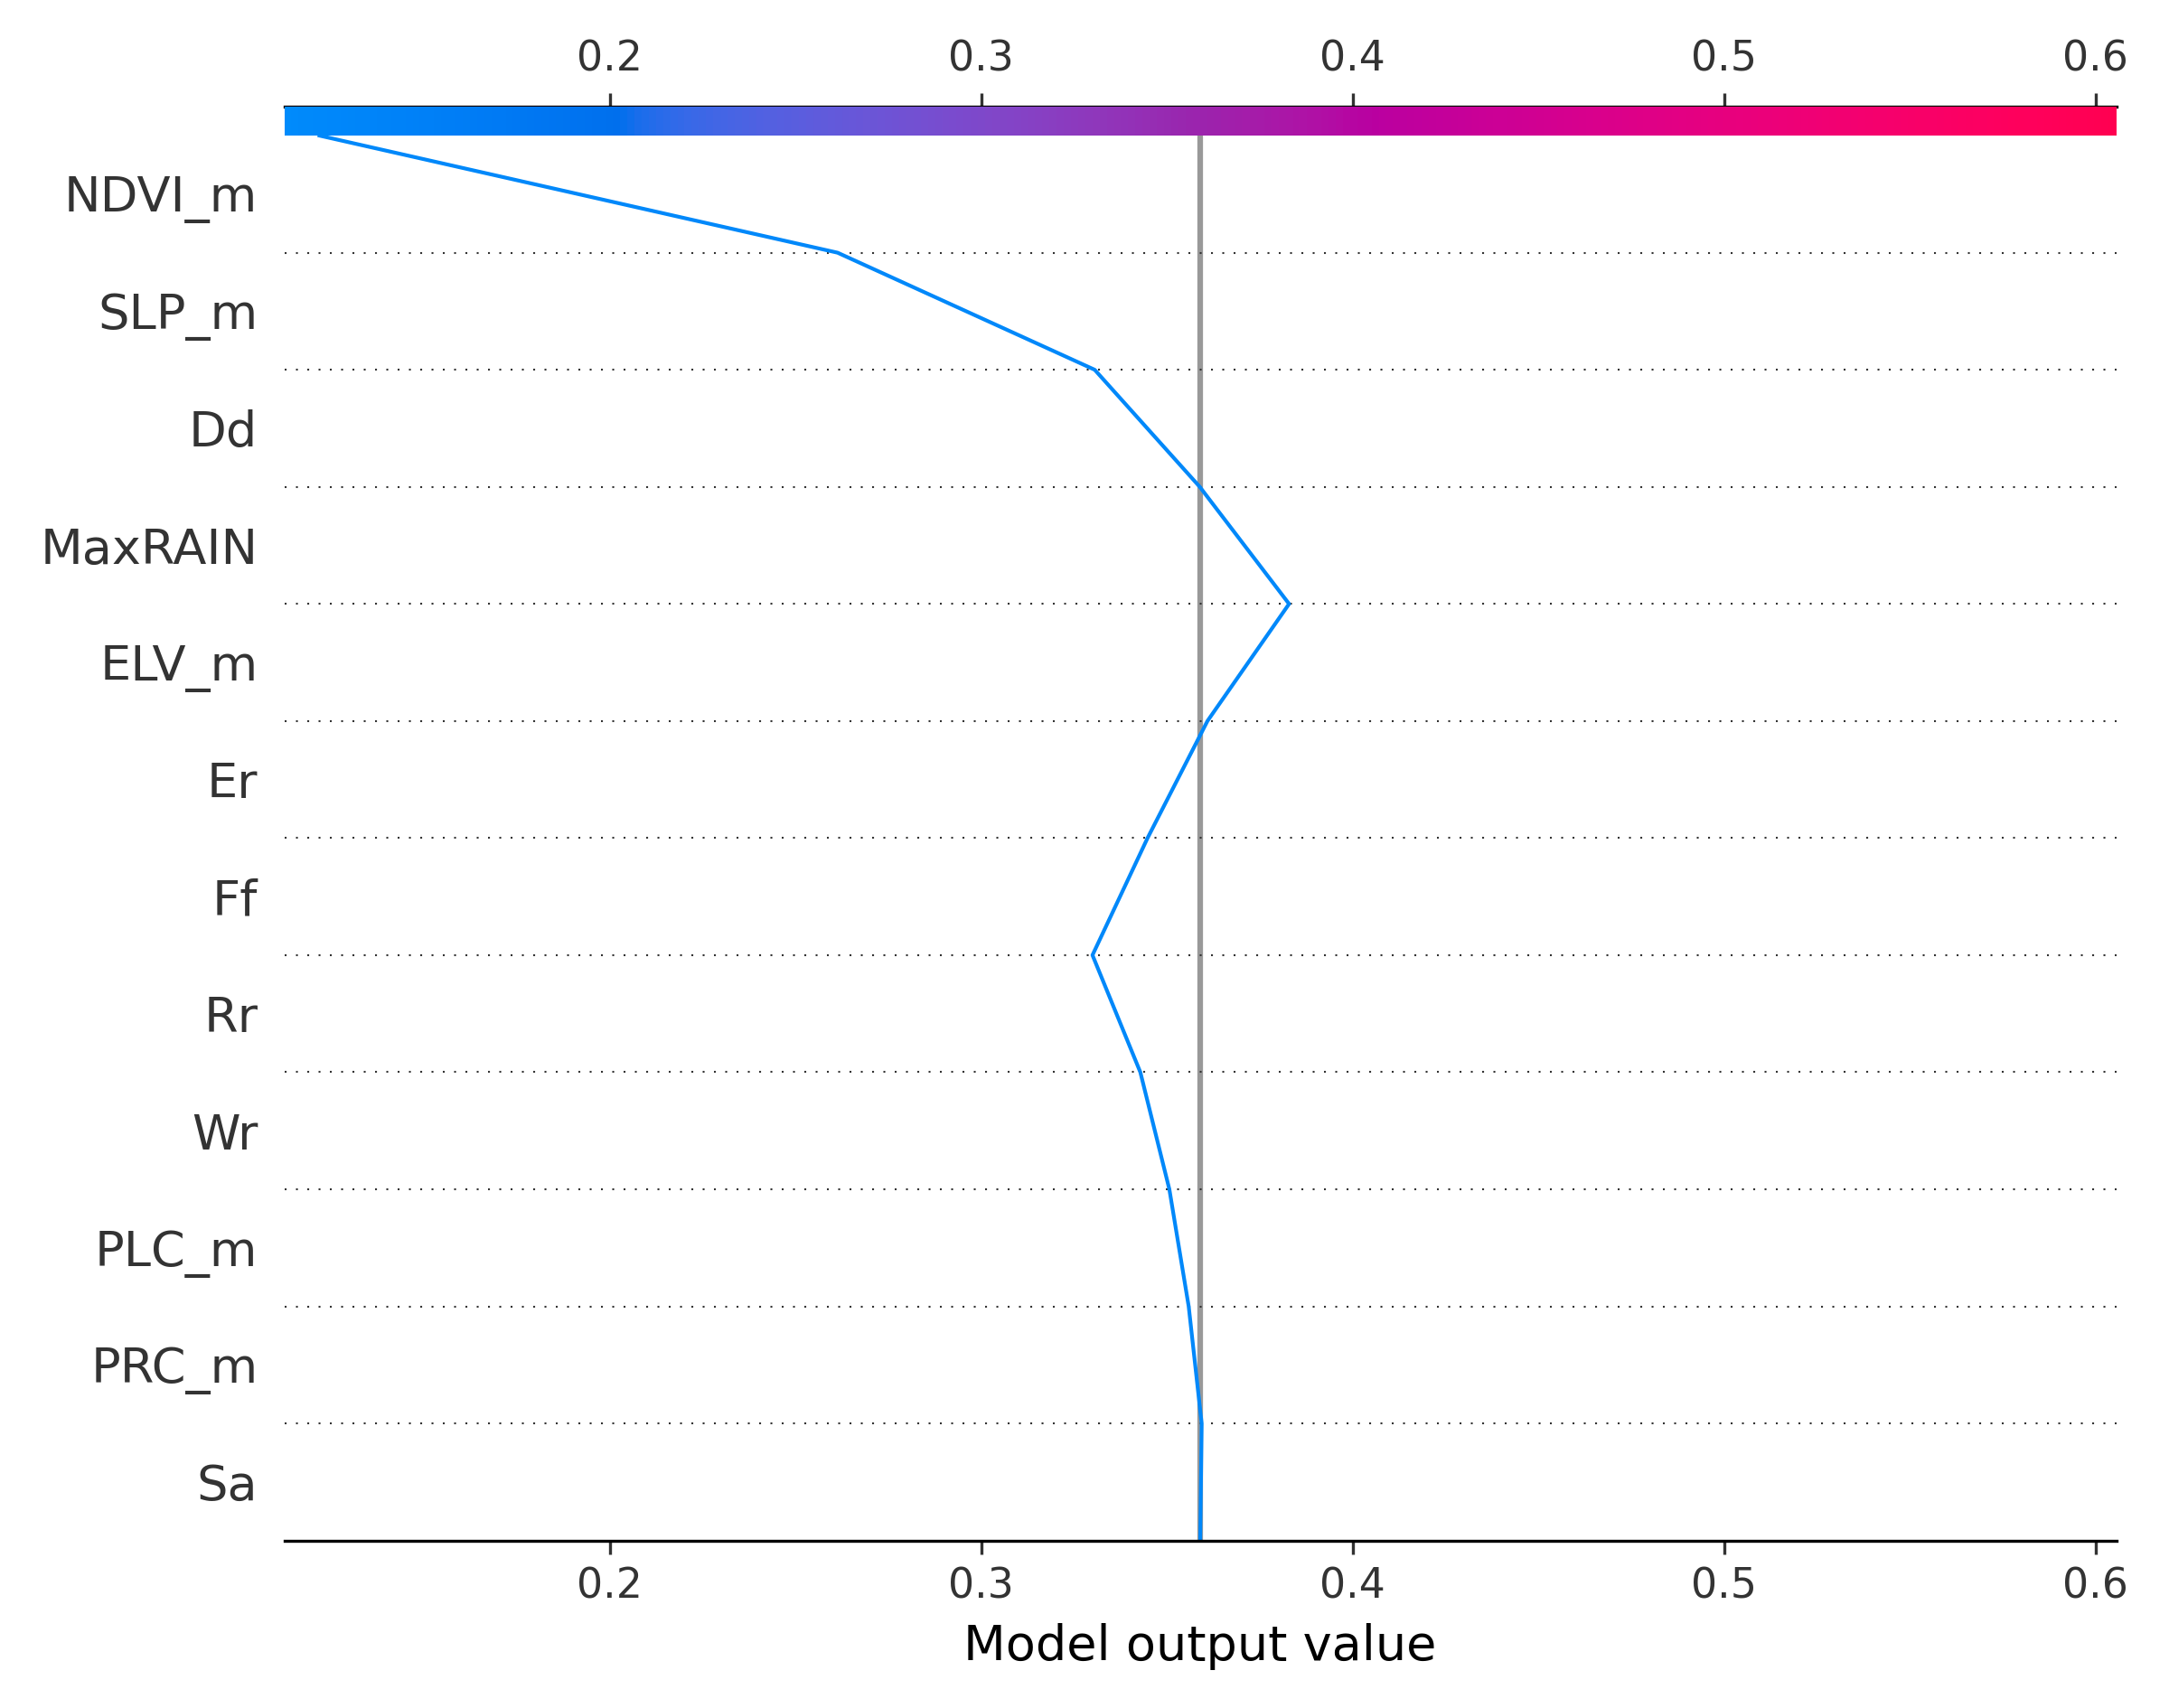 0.2 0.3 0.4 0.5 0.6
NDVI_m
SLP_m
Dd
MaxRAIN
ELV_m
Er
Ff
Rr
Wr
PLC_m
PRC_m
Sa
0.2 0.3 0.4 0.5 0.6
Model output value